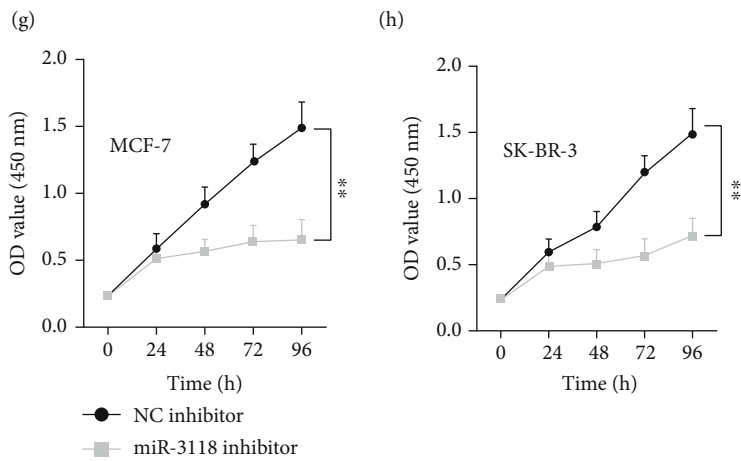 (g)
2.0
1.5
1.0
0.5
0.0
OD value (450 nm)
MCF-7
**
0 24 48 72 96
Time (h)
(h)
2.0
1.5
1.0
0.5
0.0
OD value (450 nm)
SK-BR-3
**
0 24 48 72 96
Time (h)
NC inhibitor
miR-3118 inhibitor